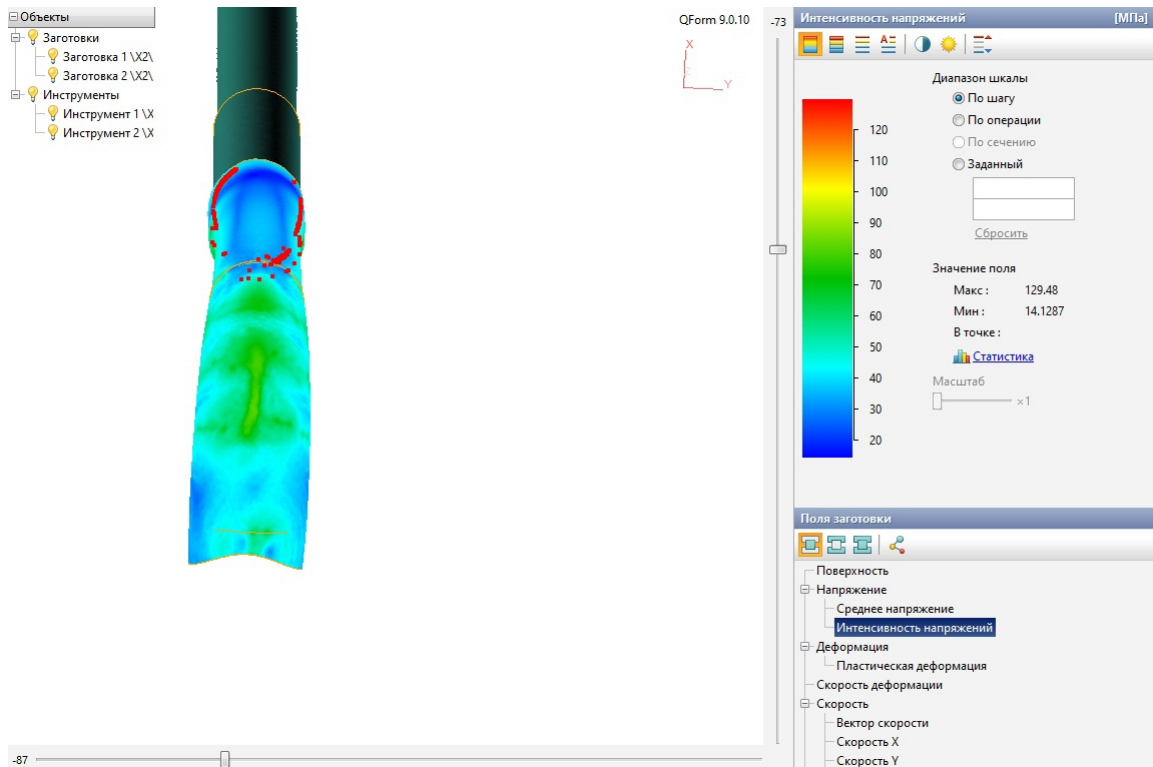 Объекты
Заготовки
Заготовка 1 \X2\
Заготовка 2 \X2\
Инструменты
Инструмент 1 \X
Инструмент 2 \X
QForm 9.0.10
X
Z
Y
-73
-87
Интенсивность напряжений [МПа]
Диапазон шкалы
По шагу
По операции
По сечению
Заданный
Сбросить
120
110
100
90
80
70
60
50
40
30
20
Значение поля
Макс : 129.48
Мин : 14.1287
В точке :
Статистика
Масштаб
×1
Поля заготовки
Поверхность
Напряжение
Среднее напряжение
Интенсивность напряжений
Деформация
Пластическая деформация
Скорость деформации
Скорость
Вектор скорости
Скорость X
Скорость Y